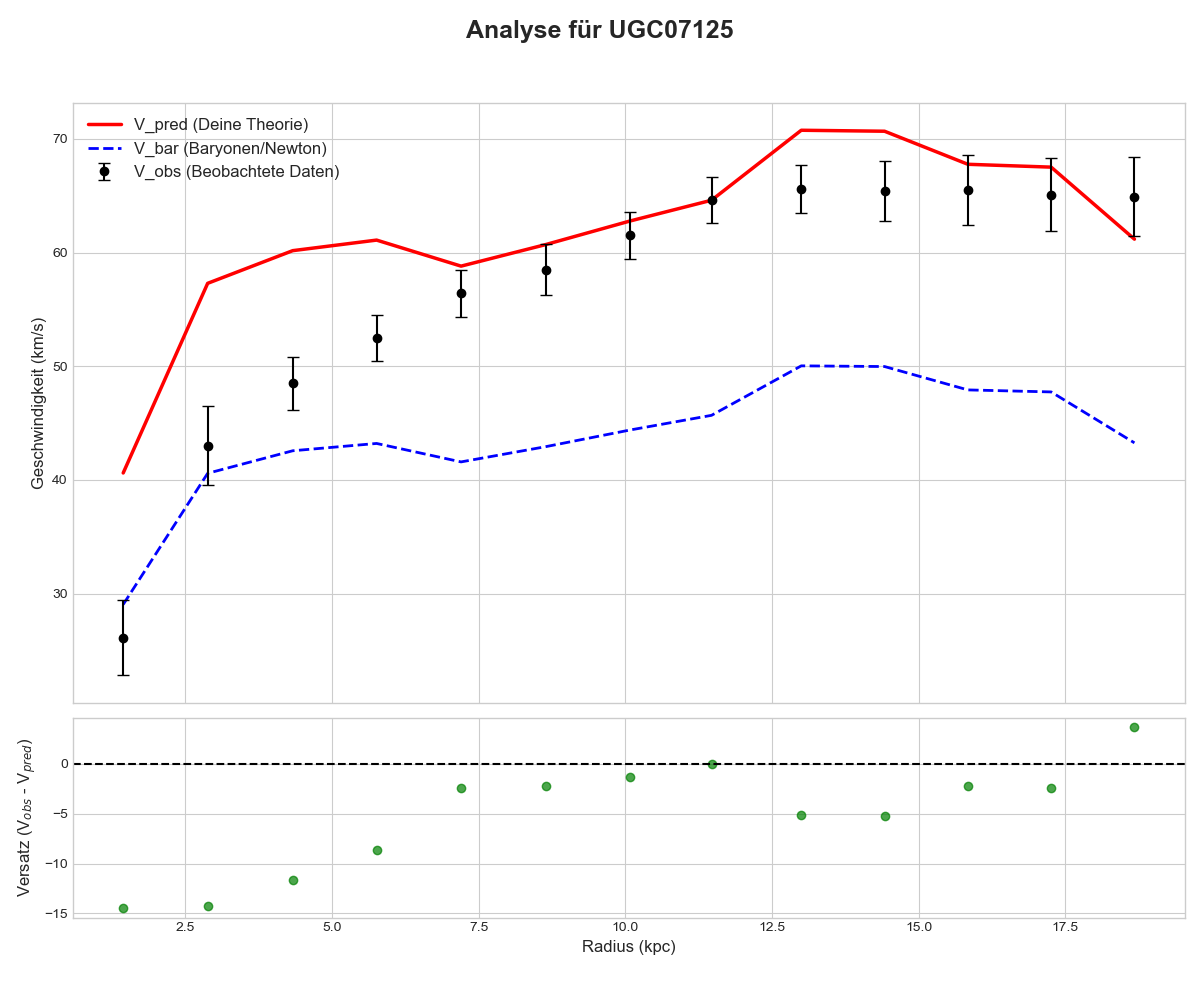 Analyse für UGC07125
V_pred (Deine Theorie)
V_bar (Baryonen/Newton)
V_obs (Beobachtete Daten)
Geschwindigkeit (km/s)
70
60
50
40
30
Versatz (V_obs - V_pred)
0
−5
−10
−15
2.5 5.0 7.5 10.0 12.5 15.0 17.5
Radius (kpc)